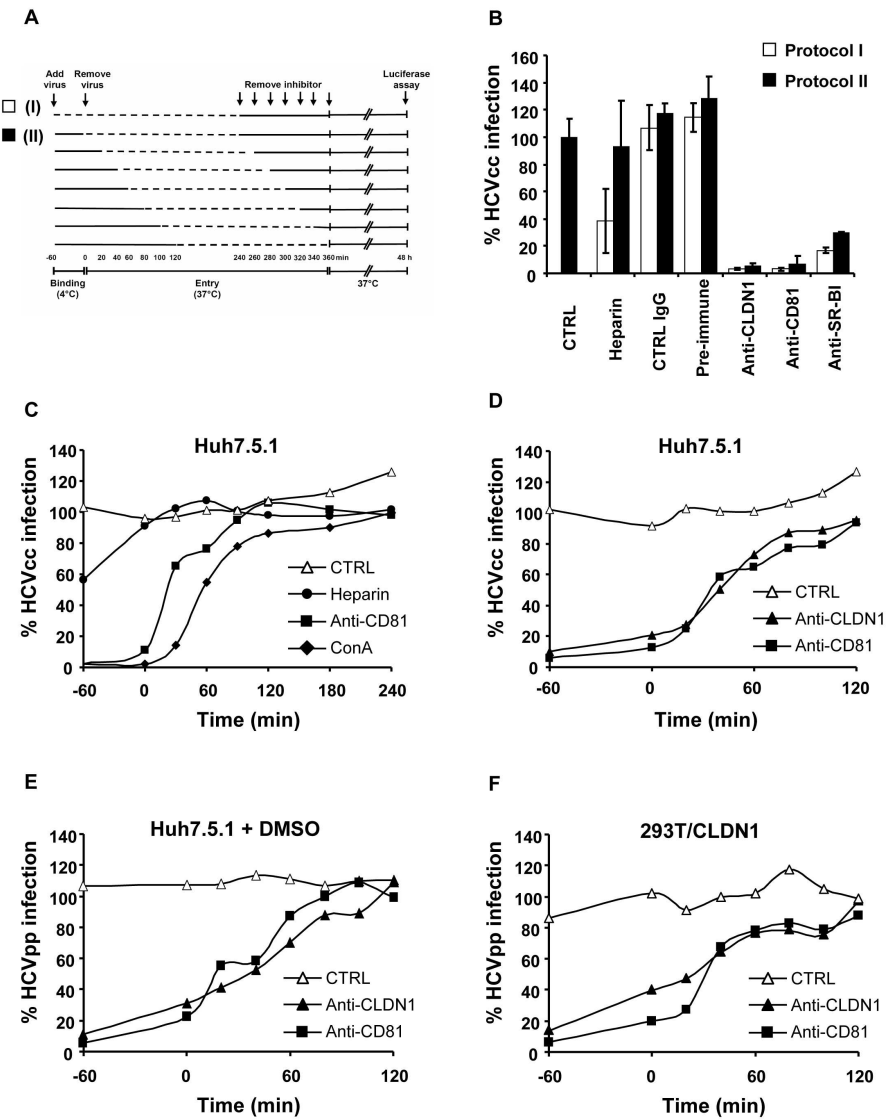 A
Add virus
Remove virus
Remove inhibitor
Luciferase assay
(I)
(II)
-60 0 20 40 60 80 100 120 240 260 280 300 320 340 360 min 48 h
Binding (4°C)
Entry (37°C)
37°C
B
% HCVcc infection
160
140
120
100
80
60
40
20
0
Protocol I
Protocol II
CTRL
Heparin
CTRL IgG
Pre-immune
Anti-CLDN1
Anti-CD81
Anti-SR-BI
C
Huh7.5.1
% HCVcc infection
140
120
100
80
60
40
20
0
CTRL
Heparin
Anti-CD81
ConA
-60 0 60 120 180 240
Time (min)
D
Huh7.5.1
% HCVcc infection
140
120
100
80
60
40
20
0
CTRL
Anti-CLDN1
Anti-CD81
-60 0 60 120
Time (min)
E
Huh7.5.1 + DMSO
% HCVpp infection
140
120
100
80
60
40
20
0
CTRL
Anti-CLDN1
Anti-CD81
-60 0 60 120
Time (min)
F
293T/CLDN1
% HCVpp infection
140
120
100
80
60
40
20
0
CTRL
Anti-CLDN1
Anti-CD81
-60 0 60 120
Time (min)